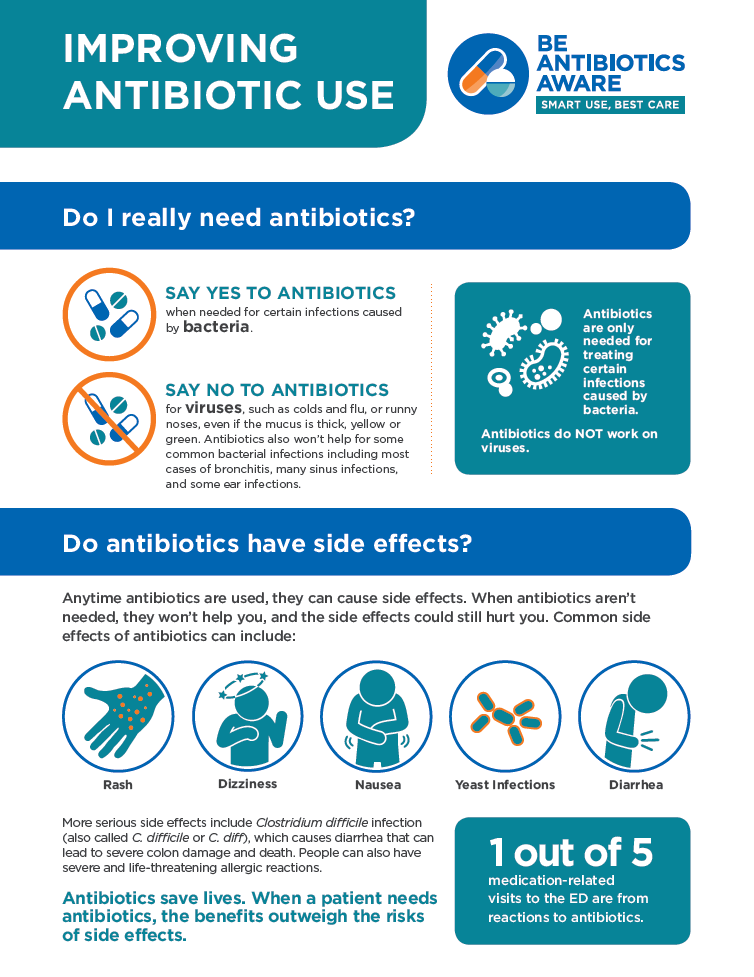 IMPROVING
ANTIBIOTIC USE
BE
ANTIBIOTICS
AWARE
SMART USE, BEST CARE
Do I really need antibiotics?
SAY YES TO ANTIBIOTICS
when needed for certain infections caused
by bacteria.
SAY NO TO ANTIBIOTICS
for viruses, such as colds and flu, or runny
noses, even if the mucus is thick, yellow or
green. Antibiotics also won’t help for some
common bacterial infections including most
cases of bronchitis, many sinus infections,
and some ear infections.
Antibiotics
are only
needed for
treating
certain
infections
caused by
bacteria.
Antibiotics do NOT work on
viruses.
Do antibiotics have side effects?
Anytime antibiotics are used, they can cause side effects. When antibiotics aren’t
needed, they won’t help you, and the side effects could still hurt you. Common side
effects of antibiotics can include:
Rash
Dizziness
Nausea
Yeast Infections
Diarrhea
More serious side effects include Clostridium difficile infection
(also called C. difficile or C. diff), which causes diarrhea that can
lead to severe colon damage and death. People can also have
severe and life-threatening allergic reactions.
Antibiotics save lives. When a patient needs
antibiotics, the benefits outweigh the risks
of side effects.
1 out of 5
medication-related
visits to the ED are from
reactions to antibiotics.